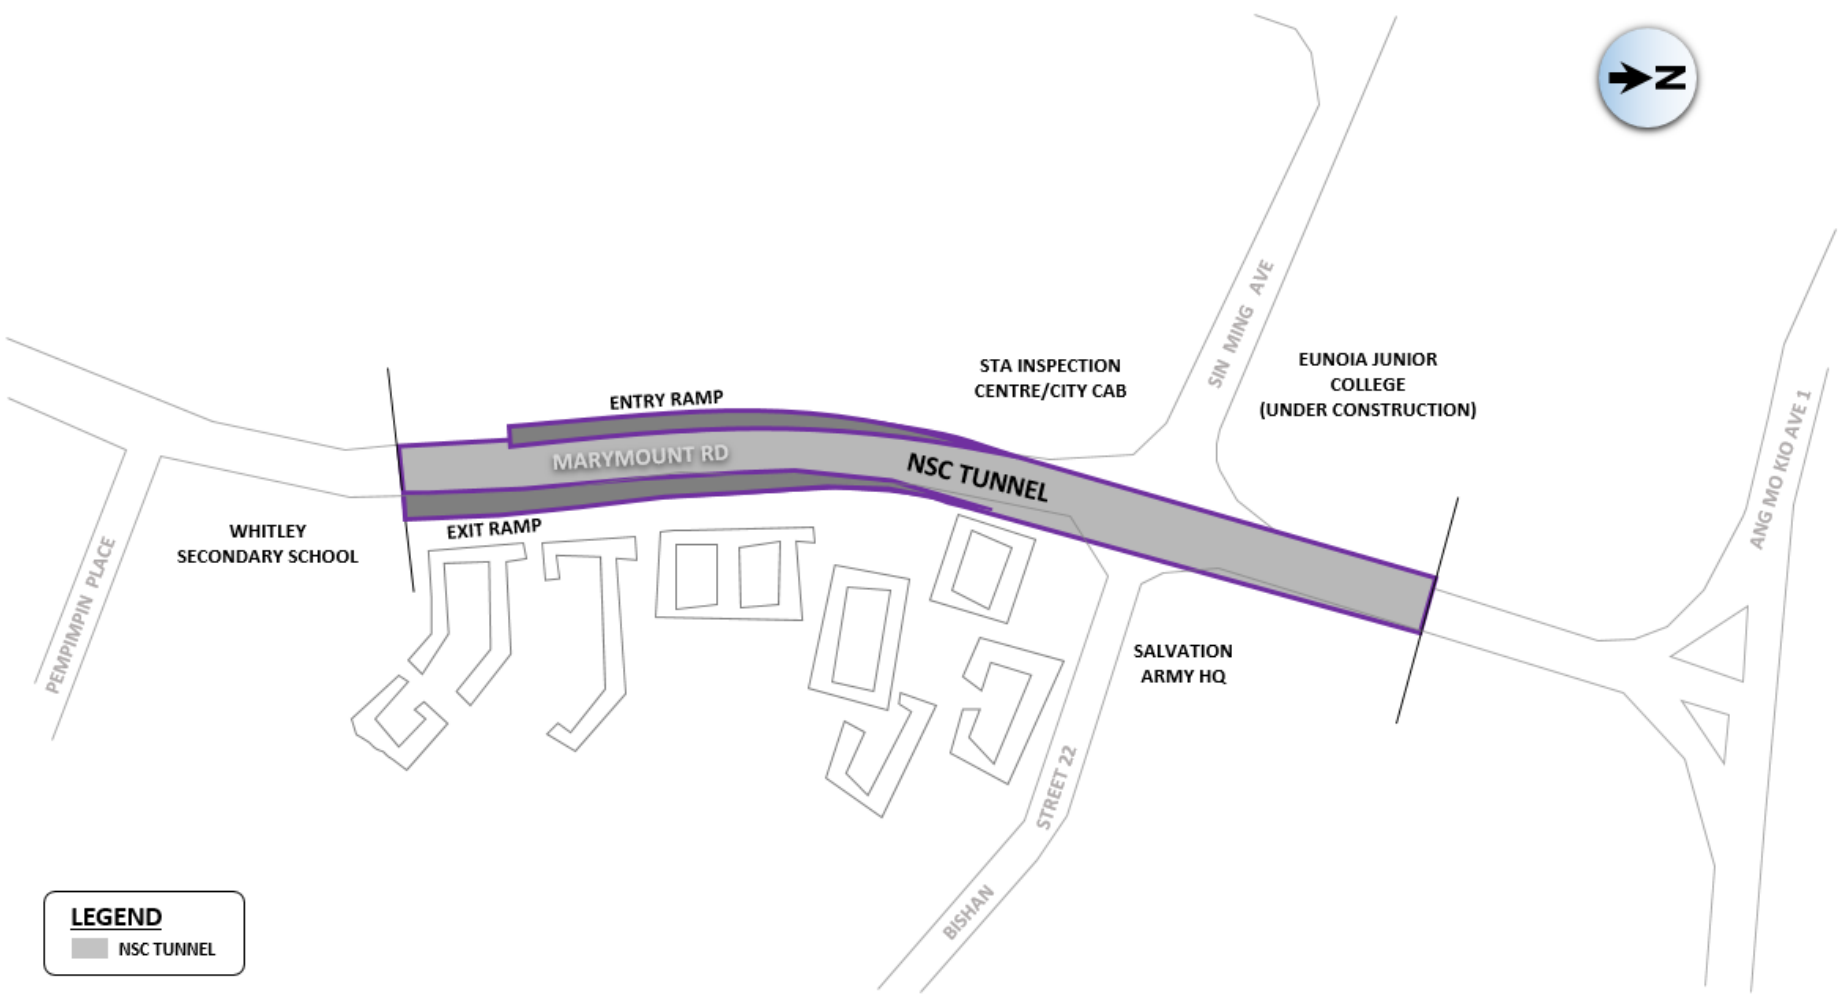 N
SIN MING AVE
ENTRY RAMP
STA INSPECTION
CENTRE/CITY CAB
EUNOIA JUNIOR
COLLEGE
(UNDER CONSTRUCTION)
ANG MO KIO AVE 1
MARYMOUNT RD
NSC TUNNEL
WHITLEY
SECONDARY SCHOOL
EXIT RAMP
PEMPIMPIN PLACE
SALVATION
ARMY HQ
BISHAN STREET 22
LEGEND
NSC TUNNEL